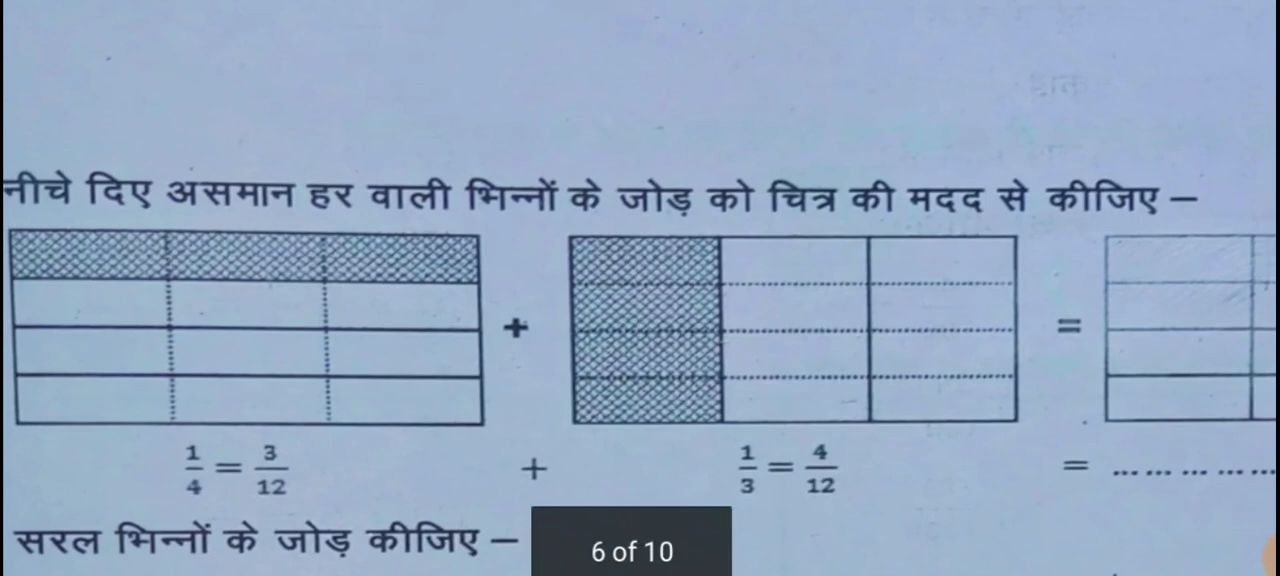 नीचे दिए असमान हर वाली भिन्नों के जोड़ को चित्र की मदद से कीजिए –
+ =
1/4 = 3/12 + 1/3 = 4/12 = ... ... ... ...
सरल भिन्नों के जोड़ कीजिए –
6 of 10